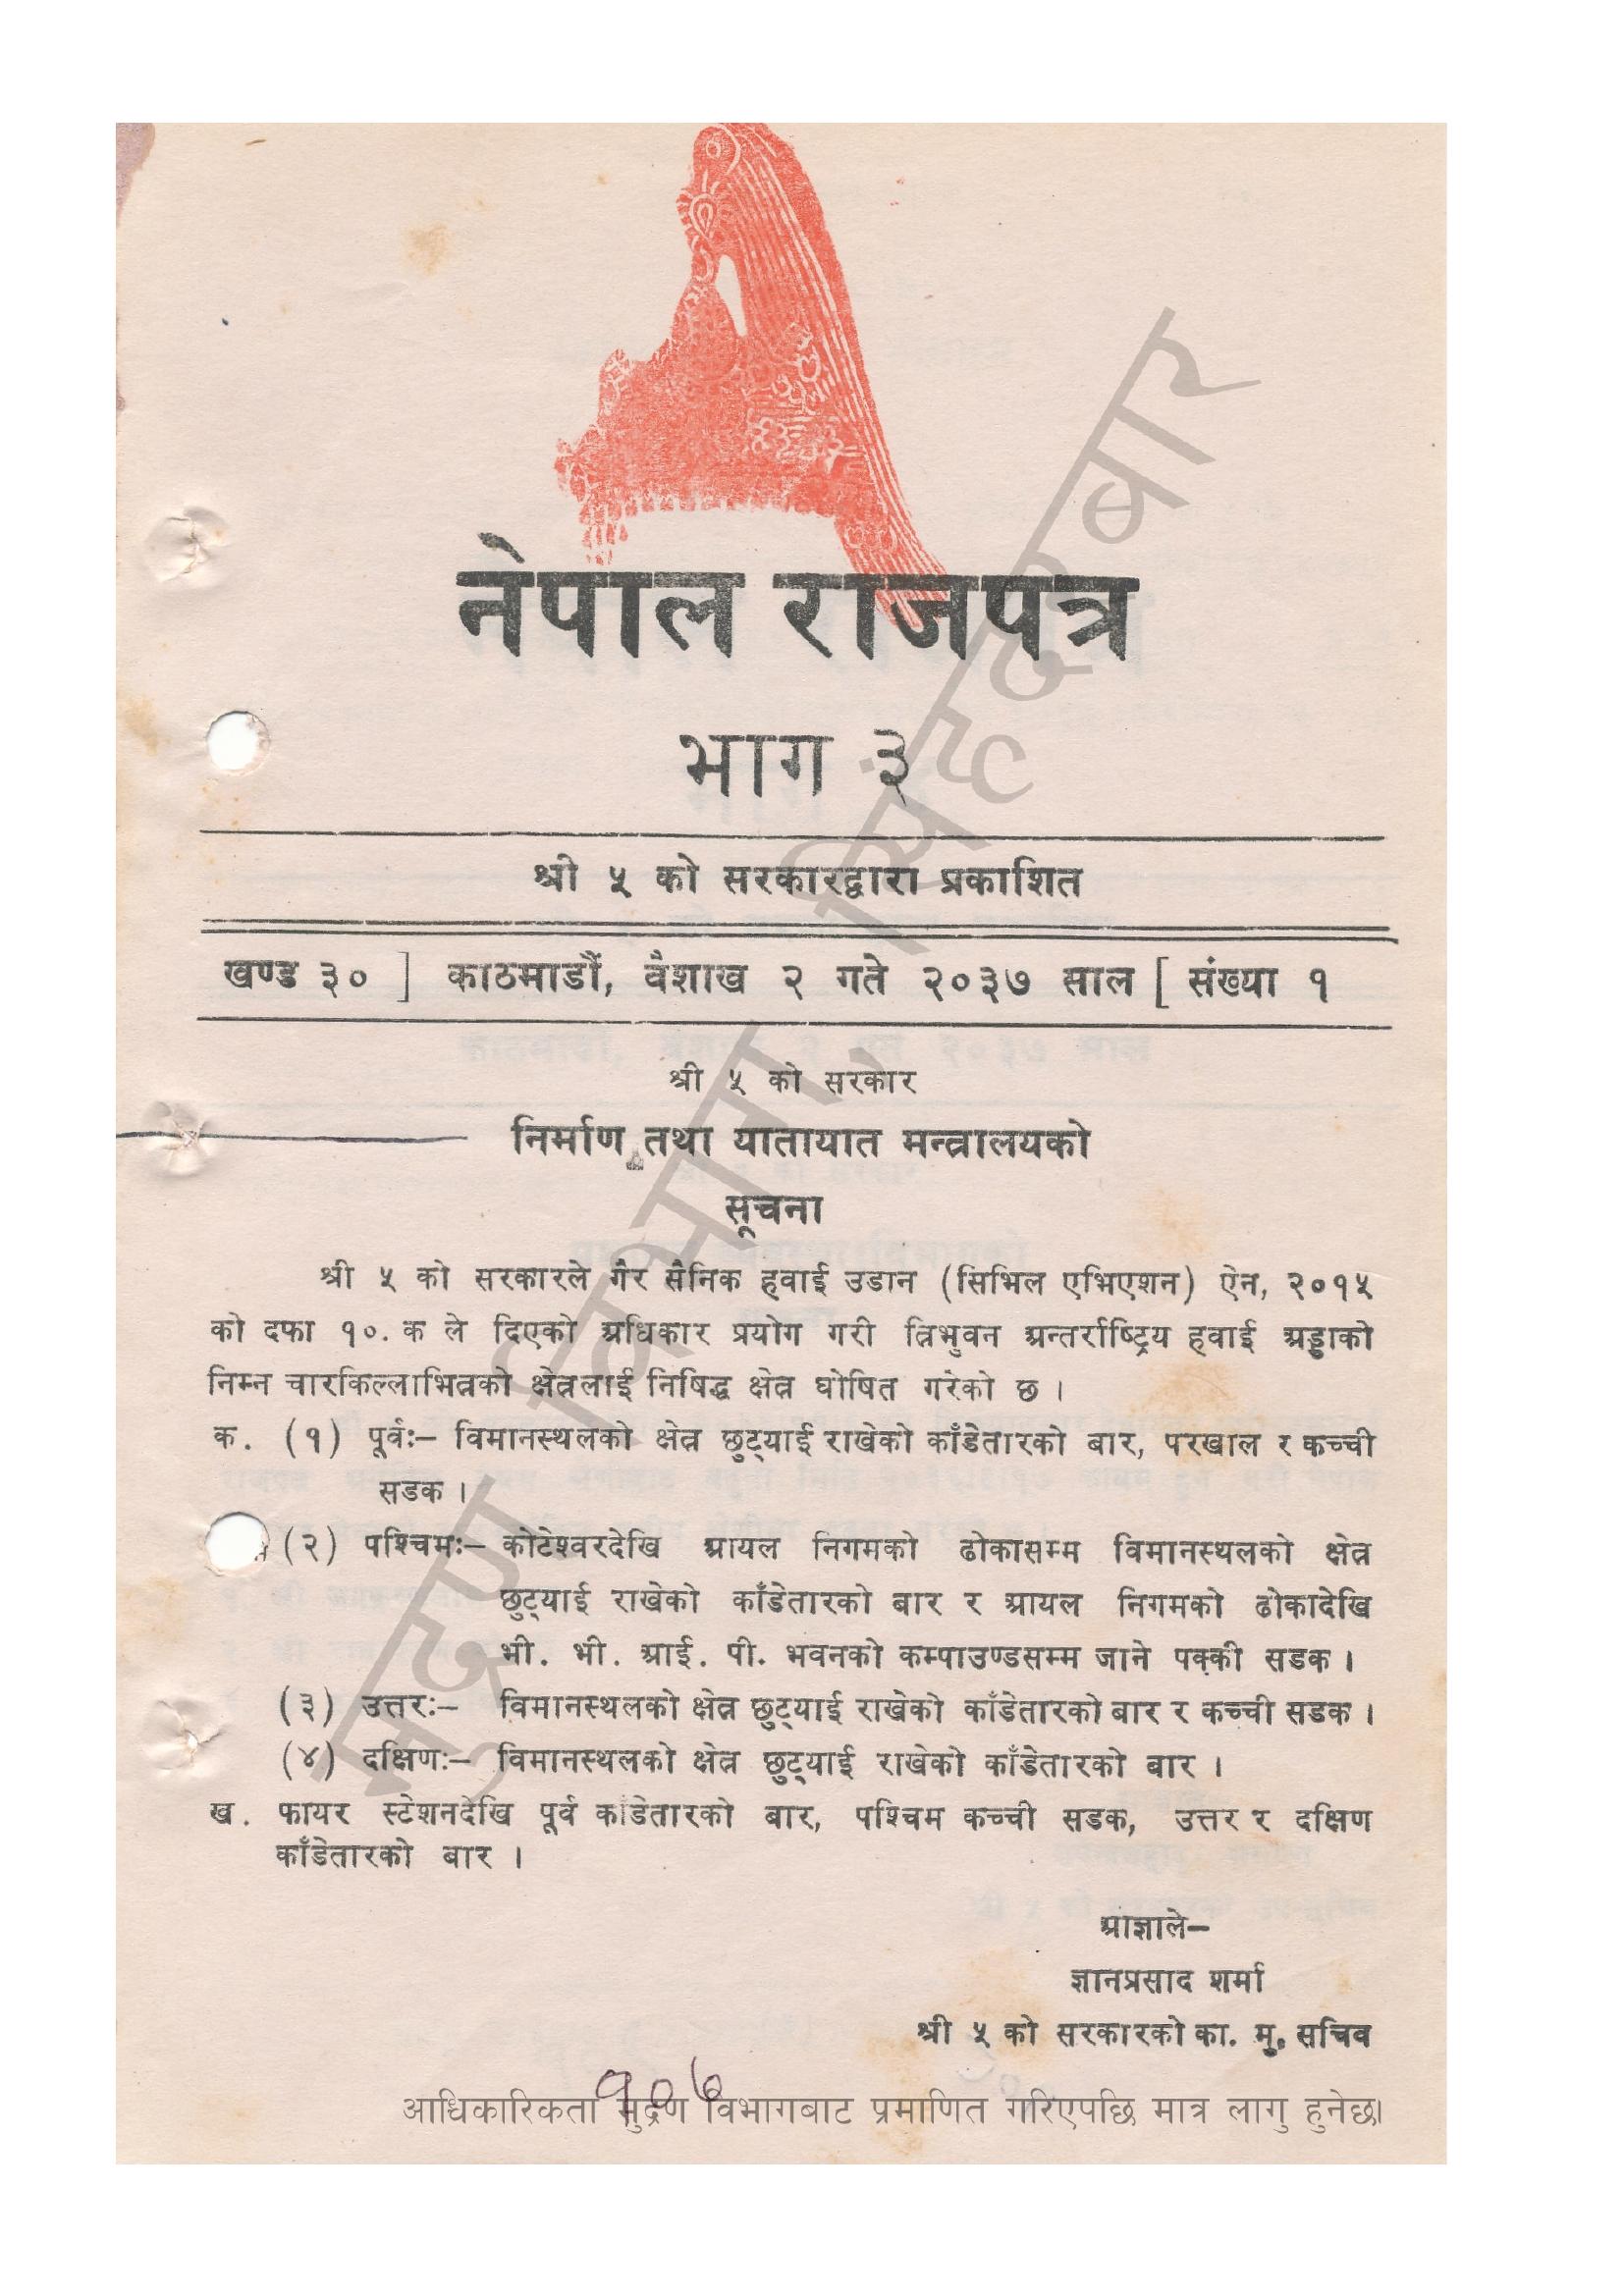 नेपाल राजपत्र
भाग ३
श्री ५ को सरकारद्वारा प्रकाशित
खण्ड ३० ] काठमाडौं, वैशाख २ गते २०३७ साल [ संख्या १
श्री ५ को सरकार
निर्माण तथा यातायात मन्त्रालयको
सूचना
श्री ५ को सरकारले गैर सैनिक हवाई उडान (सिभिल एभिएशन) ऐन, २०१५
को दफा १०. क ले दिएको अधिकार प्रयोग गरी त्रिभुवन अन्तर्राष्ट्रिय हवाई अड्डाको
निम्न चारकिल्लाभित्रको क्षेत्रलाई निषिद्ध क्षेत्र घोषित गरेको छ ।
क. (१) पूर्वः– विमानस्थलको क्षेत्र छुट्याई राखेको काँडेतारको बार, परखाल र कच्ची
सडक ।
(२) पश्चिमः– कोटेश्वरदेखि आयल निगमको ढोकासम्म विमानस्थलको क्षेत्र
छुट्याई राखेको काँडेतारको बार र आयल निगमको ढोकादेखि
भी. भी. आई. पी. भवनको कम्पाउण्डसम्म जाने पक्की सडक ।
(३) उत्तरः– विमानस्थलको क्षेत्र छुट्याई राखेको काँडेतारको बार र कच्ची सडक ।
(४) दक्षिणः– विमानस्थलको क्षेत्र छुट्याई राखेको काँडेतारको बार ।
ख. फायर स्टेशनदेखि पूर्व काँडेतारको बार, पश्चिम कच्ची सडक, उत्तर र दक्षिण
काँडेतारको बार ।
आज्ञाले–
ज्ञानप्रसाद शर्मा
श्री ५ को सरकारको का. मु. सचिव
१०७
आधिकारिकता मुद्रण विभागबाट प्रमाणित गरिएपछि मात्र लागु हुनेछ।